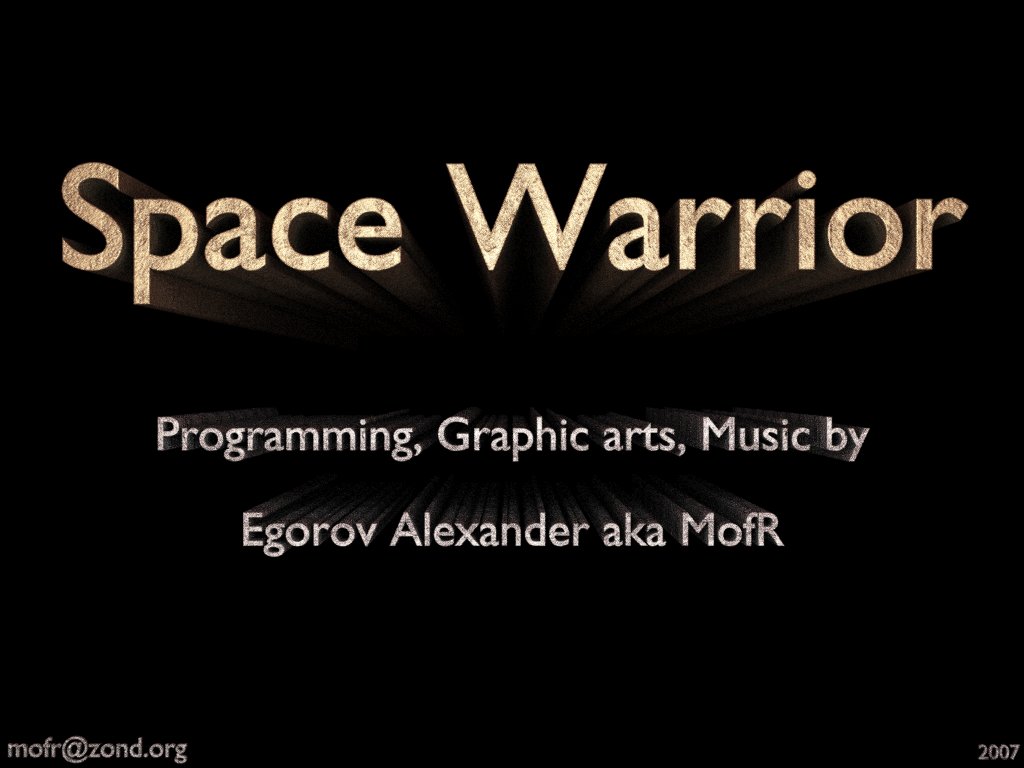 Space Warrior
Programming, Graphic arts, Music by
Egorov Alexander aka MofR
mofr@zond.org
2007